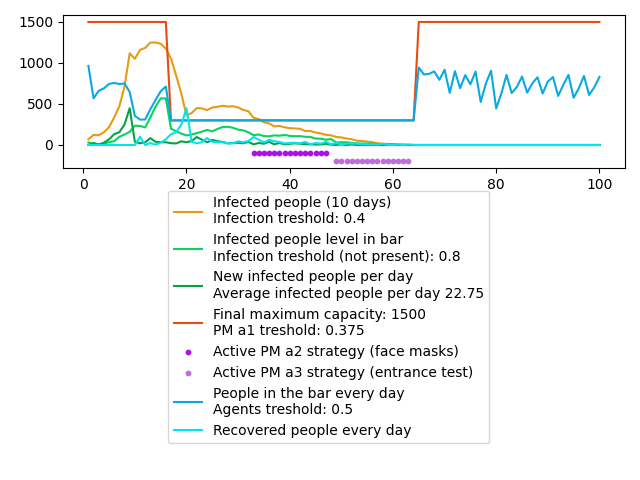 1500
1000
500
0
0 20 40 60 80 100
Infected people (10 days)
Infection treshold: 0.4
Infected people level in bar
Infection treshold (not present): 0.8
New infected people per day
Average infected people per day 22.75
Final maximum capacity: 1500
PM a1 treshold: 0.375
Active PM a2 strategy (face masks)
Active PM a3 strategy (entrance test)
People in the bar every day
Agents treshold: 0.5
Recovered people every day